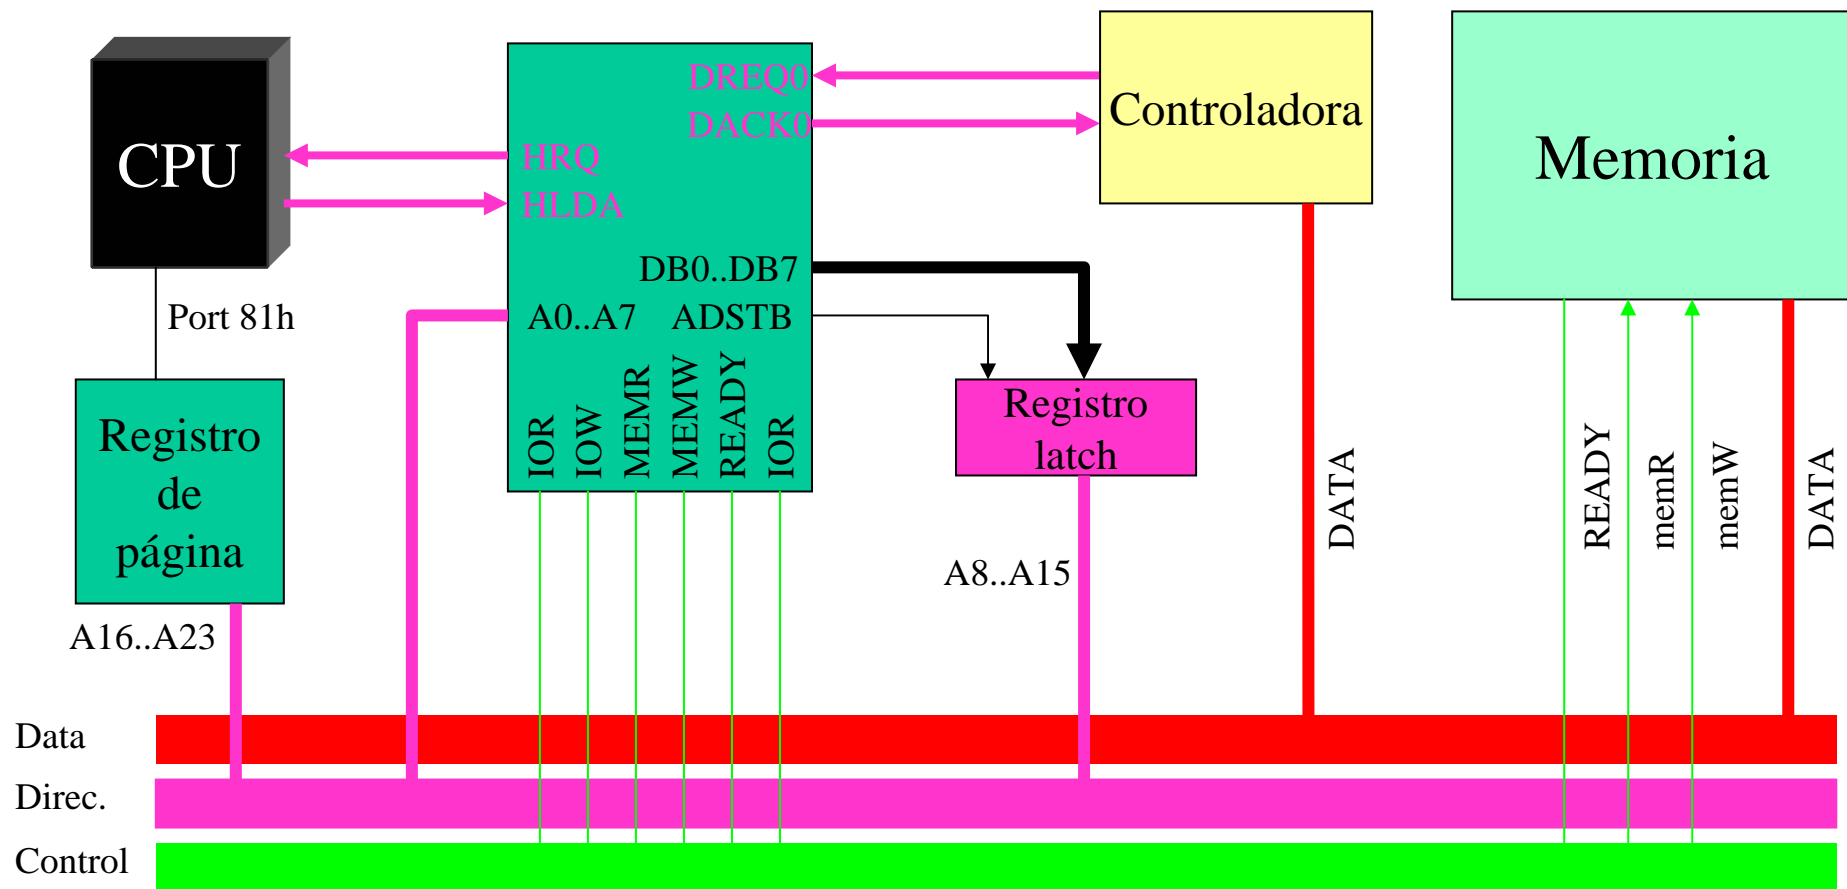 CPU
DREQ0
DACK0
HRQ
HLDA
Controladora
Memoria
DB0..DB7
A0..A7
ADSTB
Port 81h
IOR
IOW
MEMR
MEMW
READY
IOR
Registro
de
página
Registro
latch
DATA
READY
memR
memW
DATA
A8..A15
A16..A23
Data
Direc.
Control